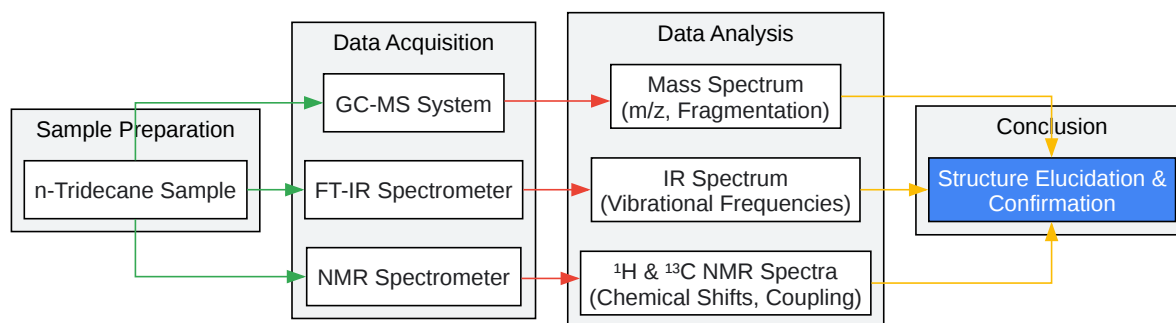 Sample Preparation
n-Tridecane Sample
Data Acquisition
GC-MS System
FT-IR Spectrometer
NMR Spectrometer
Data Analysis
Mass Spectrum
(m/z, Fragmentation)
IR Spectrum
(Vibrational Frequencies)
¹H & ¹³C NMR Spectra
(Chemical Shifts, Coupling)
Conclusion
Structure Elucidation &
Confirmation